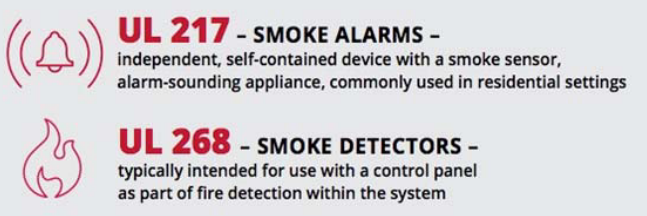 UL 217 – SMOKE ALARMS –
independent, self-contained device with a smoke sensor,
alarm-sounding appliance, commonly used in residential settings
UL 268 – SMOKE DETECTORS –
typically intended for use with a control panel
as part of fire detection within the system